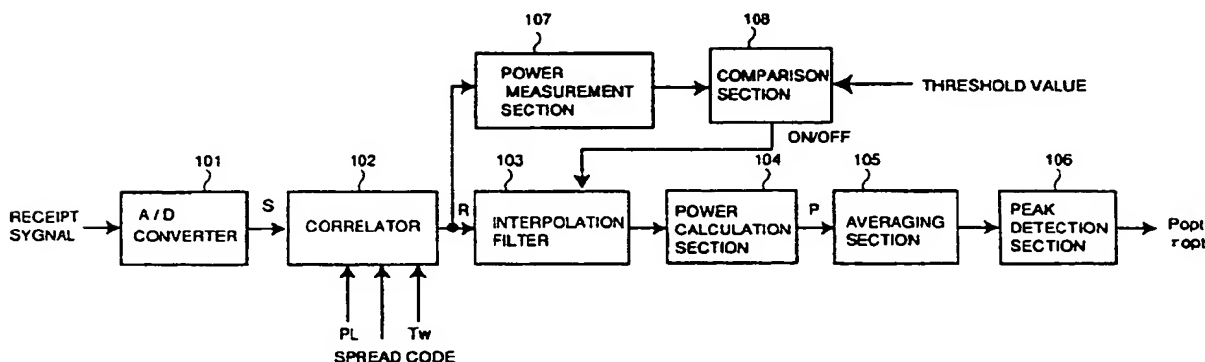 107
108
POWER
MEASUREMENT
SECTION
COMPARISON
SECTION
THRESHOLD VALUE
ON/OFF
101
102
103
104
105
106
RECEIPT
SYGNAL
A/D
CONVERTER
S
CORRELATOR
R
INTERPOLATION
FILTER
POWER
CALCULATION
SECTION
P
AVERAGING
SECTION
PEAK
DETECTION
SECTION
Popt
τopt
PL
Tw
SPREAD CODE